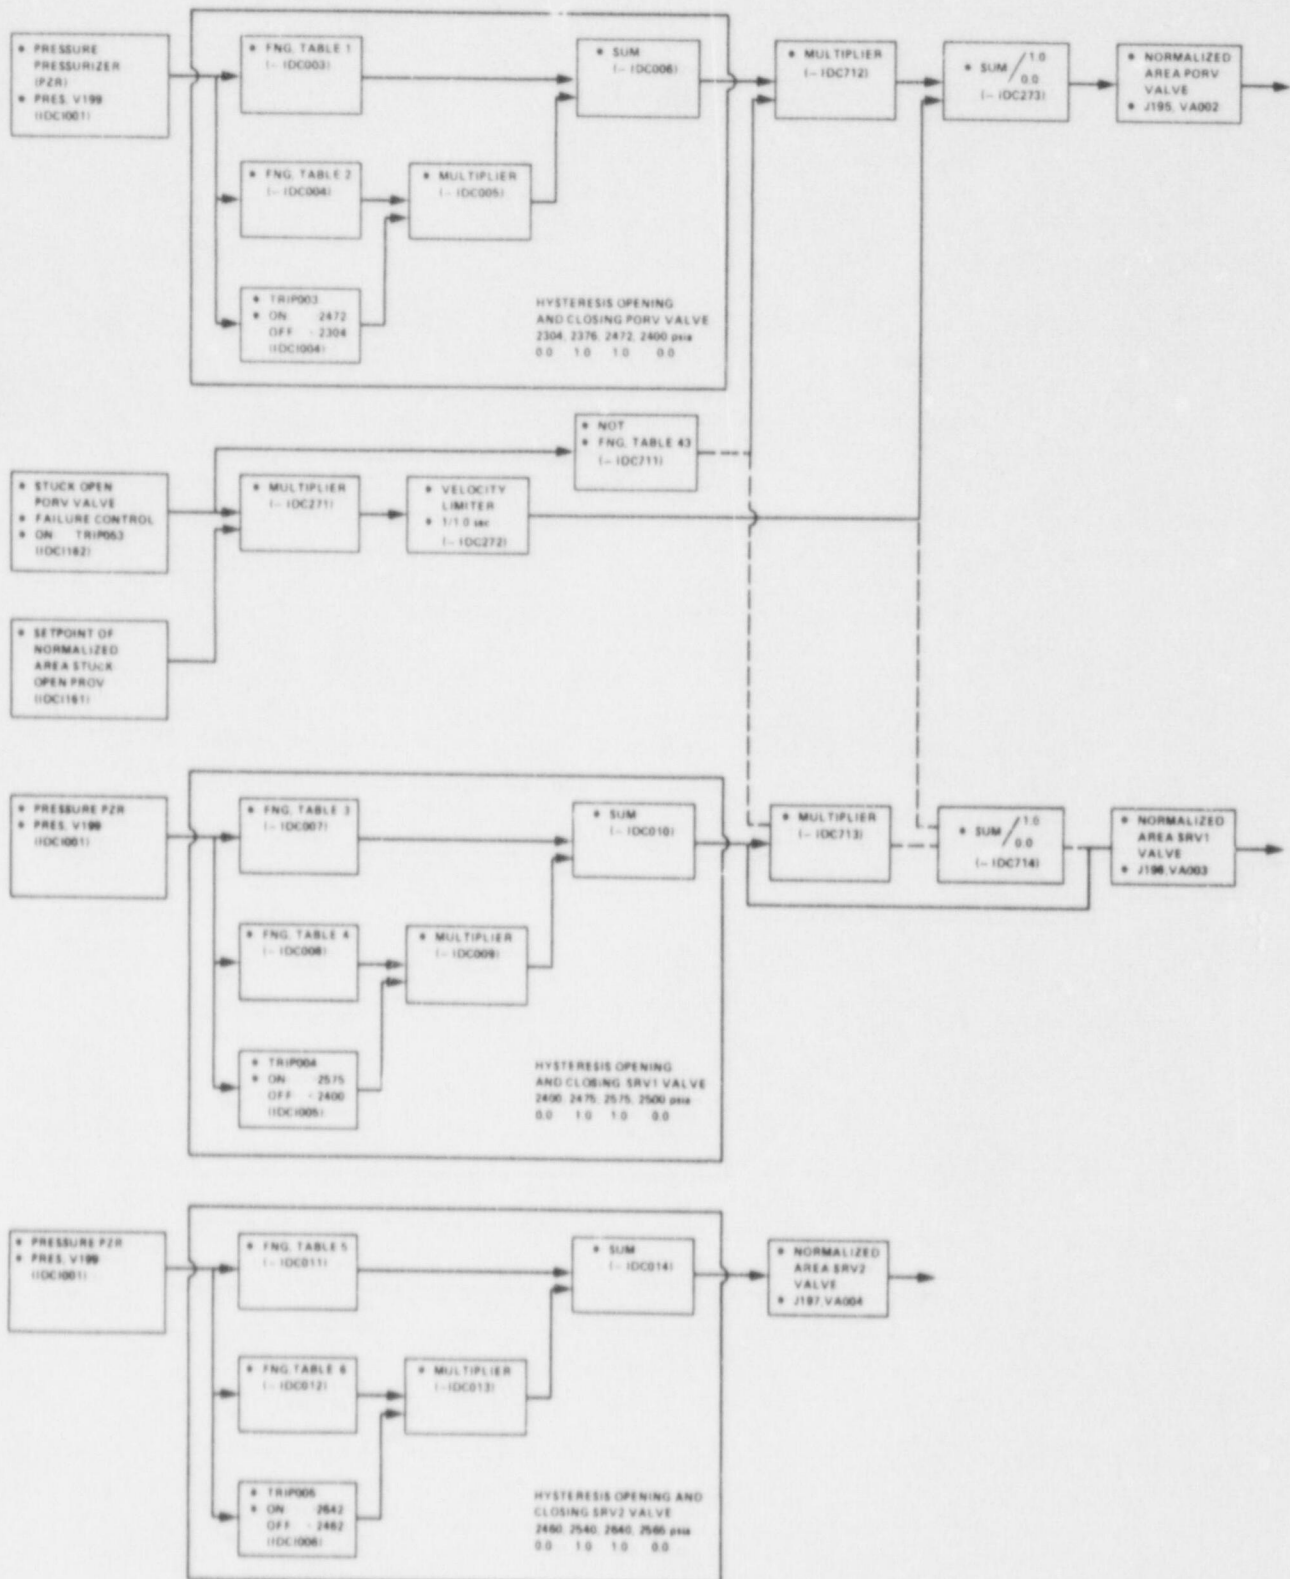 * PRESSURE
PRESSURIZER
(PZR)
* PRES. V199
(IDCI001)
* FNG. TABLE 1
(- IDC003)
* SUM
(- IDC006)
* MULTIPLIER
(- IDC712)
* SUM / 1.0
0.0
(- IDC273)
* NORMALIZED
AREA PORV
VALVE
* J195, VA002
* FNG. TABLE 2
(- IDC004)
* MULTIPLIER
(- IDC005)
* TRIP003
* ON 2472
OFF - 2304
(IDCI004)
HYSTERESIS OPENING
AND CLOSING PORV VALVE
2304, 2376, 2472, 2400 psia
0.0 1.0 1.0 0.0
* NOT
* FNG. TABLE 43
(- IDC711)
* STUCK OPEN
PORV VALVE
* FAILURE CONTROL
* ON TRIP053
(IDCI162)
* MULTIPLIER
(- IDC271)
* VELOCITY
LIMITER
* 1/1.0 sec
(- IDC272)
* SETPOINT OF
NORMALIZED
AREA STUCK
OPEN PROV
(IDCI161)
* PRESSURE PZR
* PRES, V199
(IDCI001)
* FNG. TABLE 3
(- IDC007)
* SUM
(- IDC010)
* MULTIPLIER
(- IDC713)
* SUM / 1.0
0.0
(- IDC714)
* NORMALIZED
AREA SRV1
VALVE
* J196, VA003
* FNG. TABLE 4
(- IDC008)
* MULTIPLIER
(- IDC009)
* TRIP004
* ON 2575
OFF - 2400
(IDCI005)
HYSTERESIS OPENING
AND CLOSING SRV1 VALVE
2400, 2475, 2575, 2500 psia
0.0 1.0 1.0 0.0
* PRESSURE PZR
* PRES, V199
(IDCI001)
* FNG. TABLE 5
(- IDC011)
* SUM
(- IDC014)
* NORMALIZED
AREA SRV2
VALVE
* J197, VA004
* FNG. TABLE 6
(- IDC012)
* MULTIPLIER
(- IDC013)
* TRIP005
* ON 2642
OFF - 2462
(IDCI006)
HYSTERESIS OPENING AND
CLOSING SRV2 VALVE
2460, 2540, 2640, 2565 psia
0.0 1.0 1.0 0.0